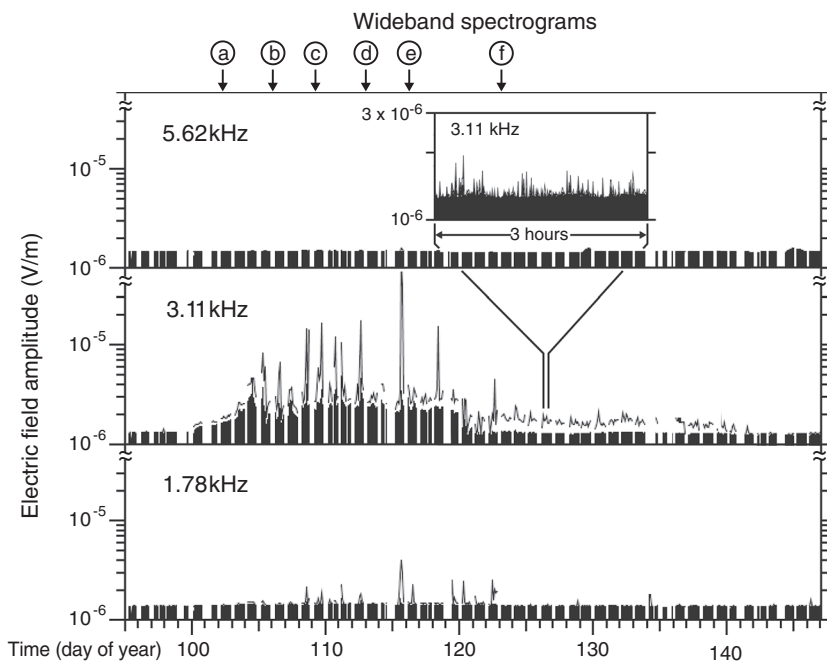 Wideband spectrograms
a b c d e f
5.62kHz
10^-5
10^-6
3 x 10^-6
3.11 kHz
10^-6
3 hours
3.11kHz
10^-5
10^-6
1.78kHz
10^-5
10^-6
Electric field amplitude (V/m)
Time (day of year) 100 110 120 130 140